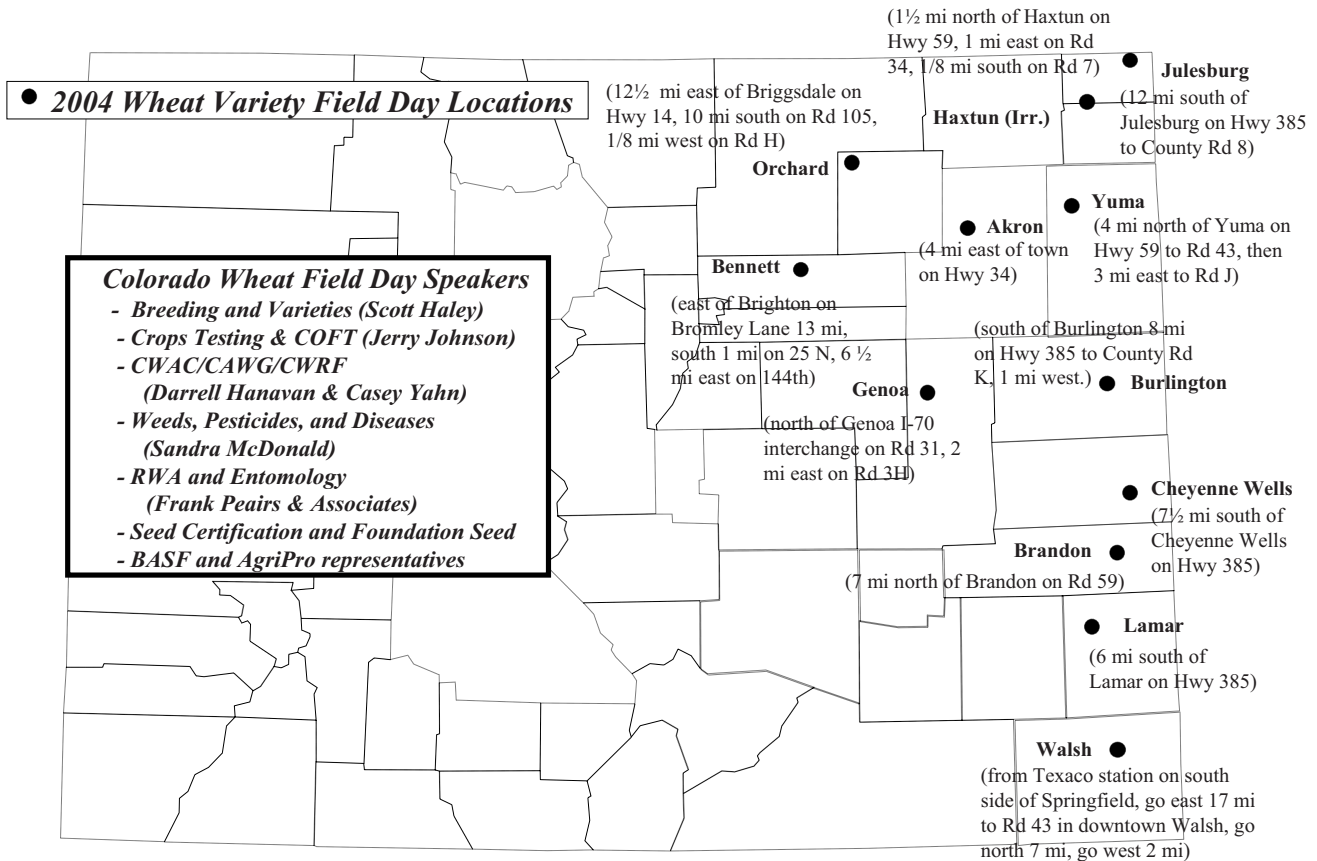 (1½ mi north of Haxtun on
Hwy 59, 1 mi east on Rd
34, 1/8 mi south on Rd 7)
Julesburg
(12 mi south of
Julesburg on Hwy 385
to County Rd 8)
Haxtun (Irr.)
2004 Wheat Variety Field Day Locations
(12½ mi east of Briggsdale on
Hwy 14, 10 mi south on Rd 105,
1/8 mi west on Rd H)
Orchard
Yuma
(4 mi north of Yuma on
Hwy 59 to Rd 43, then
3 mi east to Rd J)
Akron
(4 mi east of town
on Hwy 34)
Bennett
(east of Brighton on
Bromley Lane 13 mi,
south 1 mi on 25 N, 6 ½
mi east on 144th)
Colorado Wheat Field Day Speakers
- Breeding and Varieties (Scott Haley)
- Crops Testing & COFT (Jerry Johnson)
- CWAC/CAWG/CWRF
(Darrell Hanavan & Casey Yahn)
- Weeds, Pesticides, and Diseases
(Sandra McDonald)
- RWA and Entomology
(Frank Peairs & Associates)
- Seed Certification and Foundation Seed
- BASF and AgriPro representatives
(south of Burlington 8 mi
on Hwy 385 to County Rd
K, 1 mi west.)
Burlington
Genoa
(north of Genoa I-70
interchange on Rd 31, 2
mi east on Rd 3H)
Cheyenne Wells
(7½ mi south of
Cheyenne Wells
on Hwy 385)
Brandon
(7 mi north of Brandon on Rd 59)
Lamar
(6 mi south of
Lamar on Hwy 385)
Walsh
(from Texaco station on south
side of Springfield, go east 17 mi
to Rd 43 in downtown Walsh, go
north 7 mi, go west 2 mi)